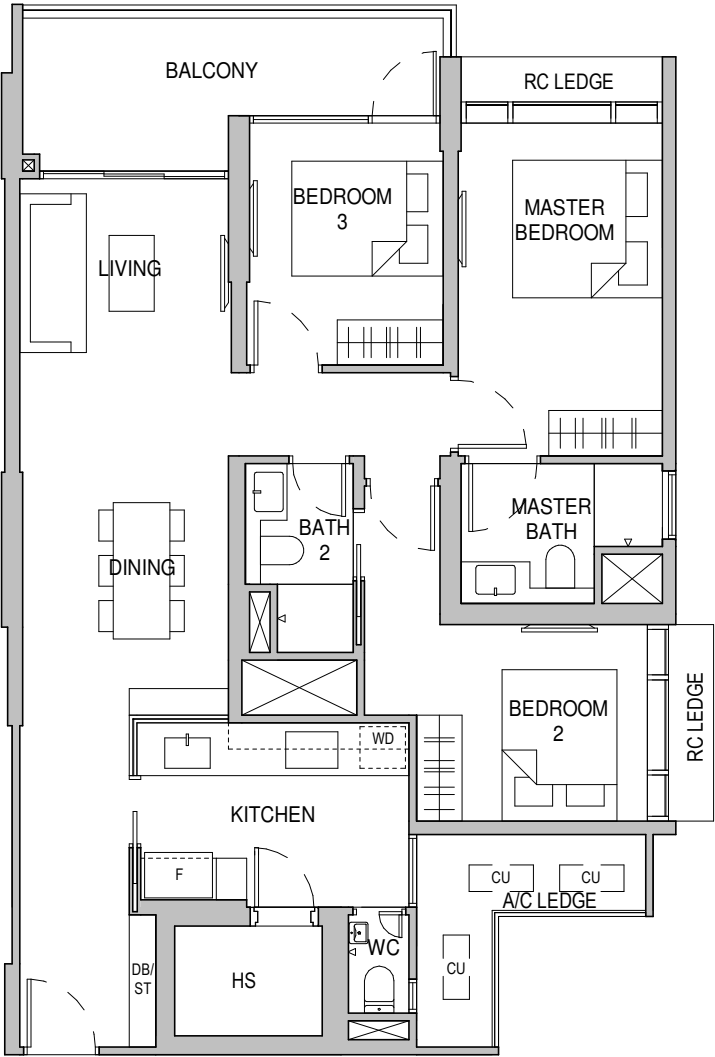 BALCONY
RC LEDGE
BEDROOM
3
MASTER
BEDROOM
LIVING
MASTER
BATH
BATH
2
DINING
BEDROOM
2
RC LEDGE
WD
KITCHEN
F
CU
CU
A/C LEDGE
WC
CU
DB/
ST
HS